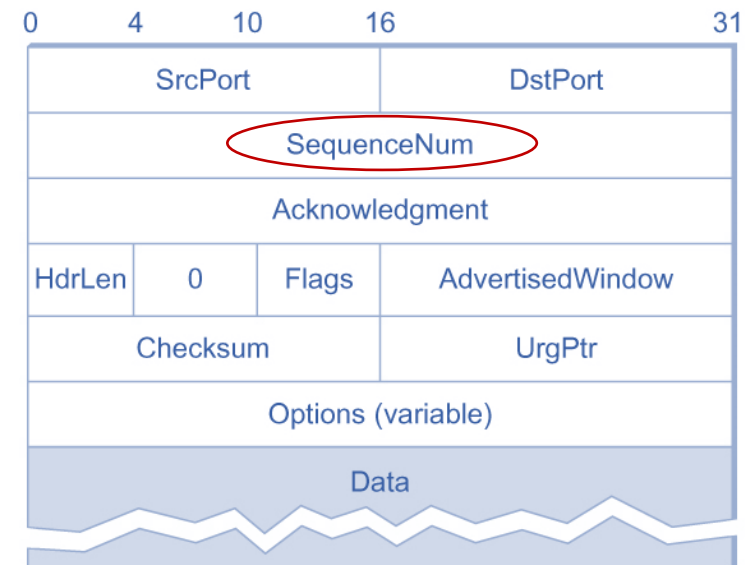 0 4 10 16 31
SrcPort DstPort
SequenceNum
Acknowledgment
HdrLen 0 Flags AdvertisedWindow
Checksum UrgPtr
Options (variable)
Data